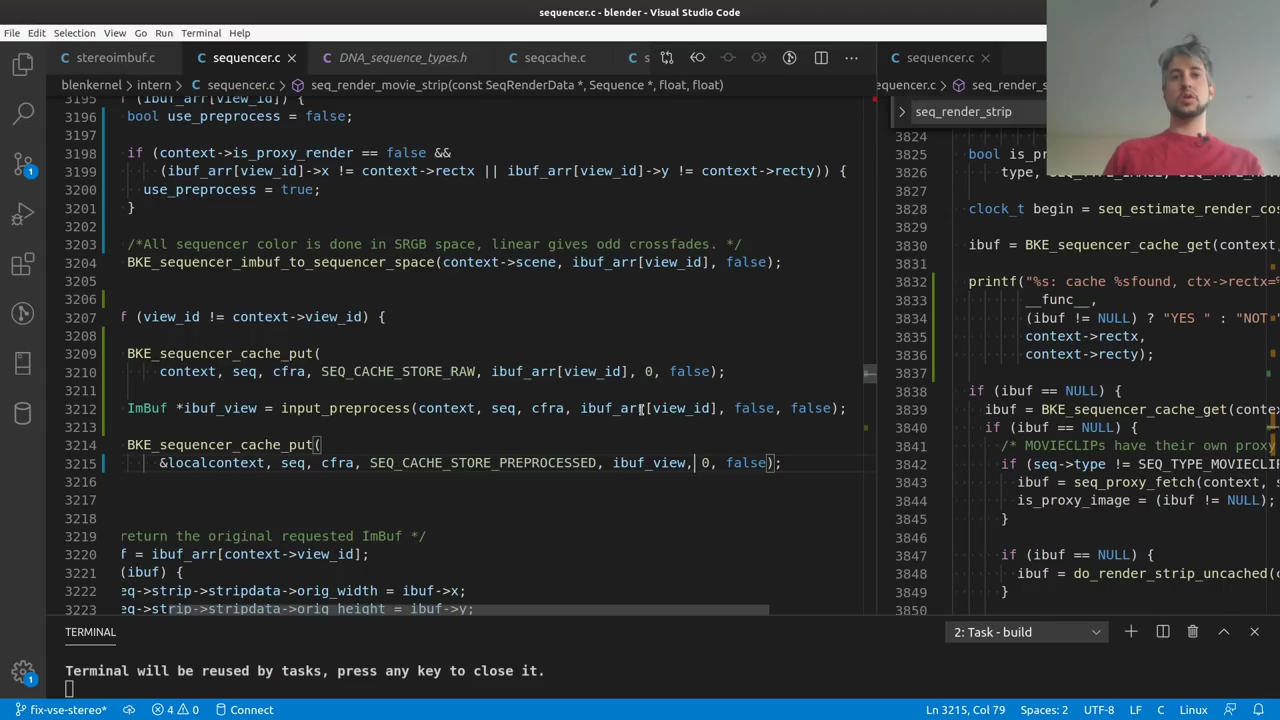 sequencer.c - blender - Visual Studio Code
File Edit Selection View Go Run Terminal Help
stereoimbuf.c sequencer.c DNA_sequence_types.h seqcache.c s sequencer.c
blenkernel intern sequencer.c seq_render_movie_strip(const SeqRenderData *, Sequence *, float, float)
3195 f (ibuf_arr[view_id]) {
3196 bool use_preprocess = false;
3197
3198 if (context->is_proxy_render == false &&
3199 (ibuf_arr[view_id]->x != context->rectx || ibuf_arr[view_id]->y != context->recty)) {
3200 use_preprocess = true;
3201 }
3202
3203 /*All sequencer color is done in SRGB space, linear gives odd crossfades. */
3204 BKE_sequencer_imbuf_to_sequencer_space(context->scene, ibuf_arr[view_id], false);
3205
3206
3207 f (view_id != context->view_id) {
3208
3209 BKE_sequencer_cache_put(
3210 context, seq, cfra, SEQ_CACHE_STORE_RAW, ibuf_arr[view_id], 0, false);
3211
3212 ImBuf *ibuf_view = input_preprocess(context, seq, cfra, ibuf_arr[view_id], false, false);
3213
3214 BKE_sequencer_cache_put(
3215 &localcontext, seq, cfra, SEQ_CACHE_STORE_PREPROCESSED, ibuf_view, 0, false);
3216
3217
3218
3219 return the original requested ImBuf */
3220 f = ibuf_arr[context->view_id];
3221 (ibuf) {
3222 eq->strip->stripdata->orig_width = ibuf->x;
3223 eq->strip->stripdata->orig_height = ibuf->y;
equencer.c seq_render_s
seq_render_strip
3824
3825 bool is_pr
3826 type,
3827
3828 clock_t begin = seq_estimate_render_cos
3829
3830 ibuf = BKE_sequencer_cache_get(context,
3831
3832 printf("%s: cache %sfound, ctx->rectx=%
3833 __func__,
3834 (ibuf != NULL) ? "YES " : "NOT
3835 context->rectx,
3836 context->recty);
3837
3838 if (ibuf == NULL) {
3839 ibuf = BKE_sequencer_cache_get(conte
3840 if (ibuf == NULL) {
3841 /* MOVIECLIPs have their own proxy
3842 if (seq->type != SEQ_TYPE_MOVIECLIP
3843 ibuf = seq_proxy_fetch(context, s
3844 is_proxy_image = (ibuf != NULL);
3845 }
3846
3847 if (ibuf == NULL) {
3848 ibuf = do_render_strip_uncached(c
3849 }
3850
TERMINAL 2: Task - build
Terminal will be reused by tasks, press any key to close it.
fix-vse-stereo* 4 0 Connect Ln 3215, Col 79 Spaces: 2 UTF-8 LF C Linux